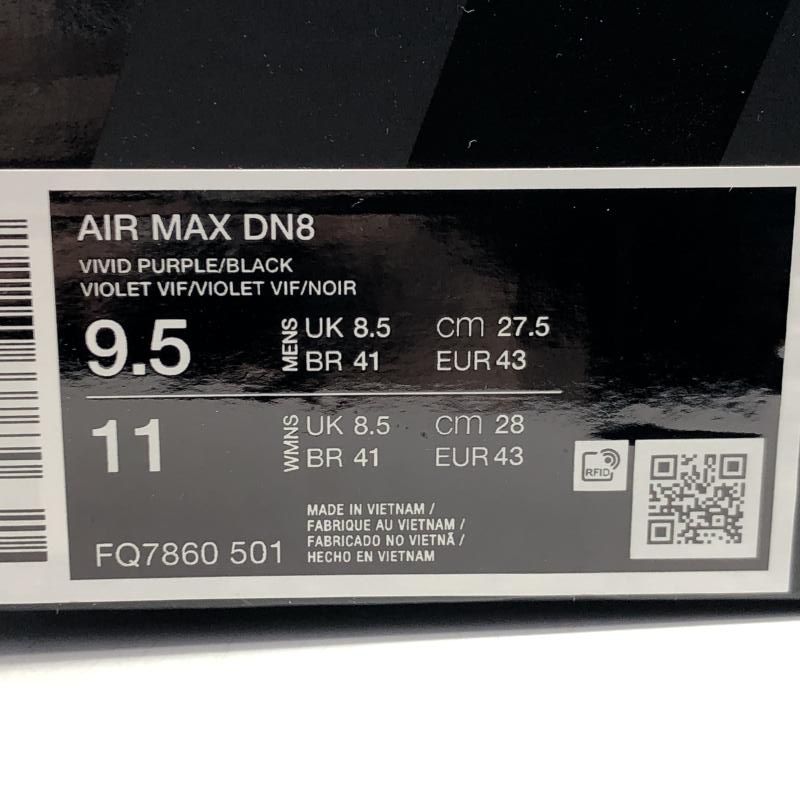 AIR MAX DN8
VIVID PURPLE/BLACK
VIOLET VIF/VIOLET VIF/NOIR
9.5 MENS UK 8.5 cm 27.5
BR 41 EUR 43
11 WMNS UK 8.5 cm 28
BR 41 EUR 43
RFID
MADE IN VIETNAM /
FABRIQUE AU VIETNAM /
FABRICADO NO VIETNÃ /
HECHO EN VIETNAM
FQ7860 501